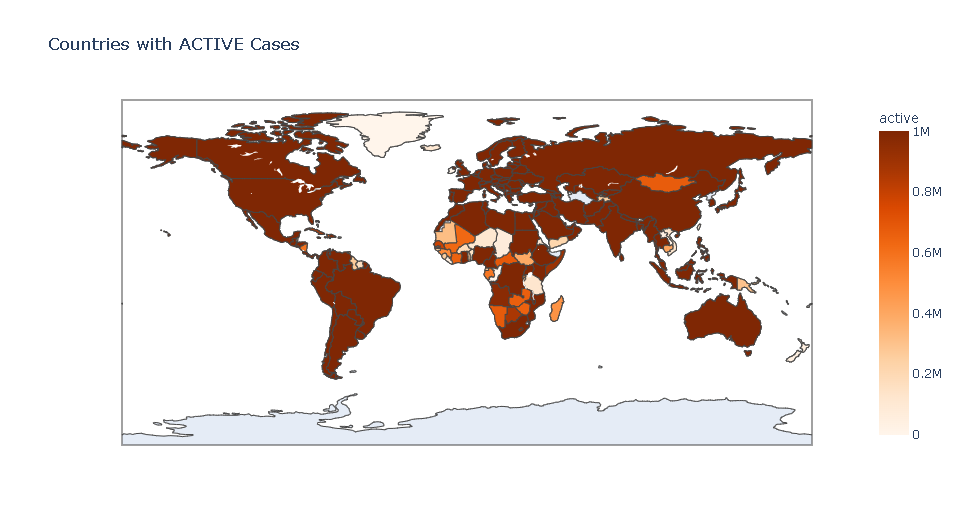 Countries with ACTIVE Cases
active
1M
0.8M
0.6M
0.4M
0.2M
0